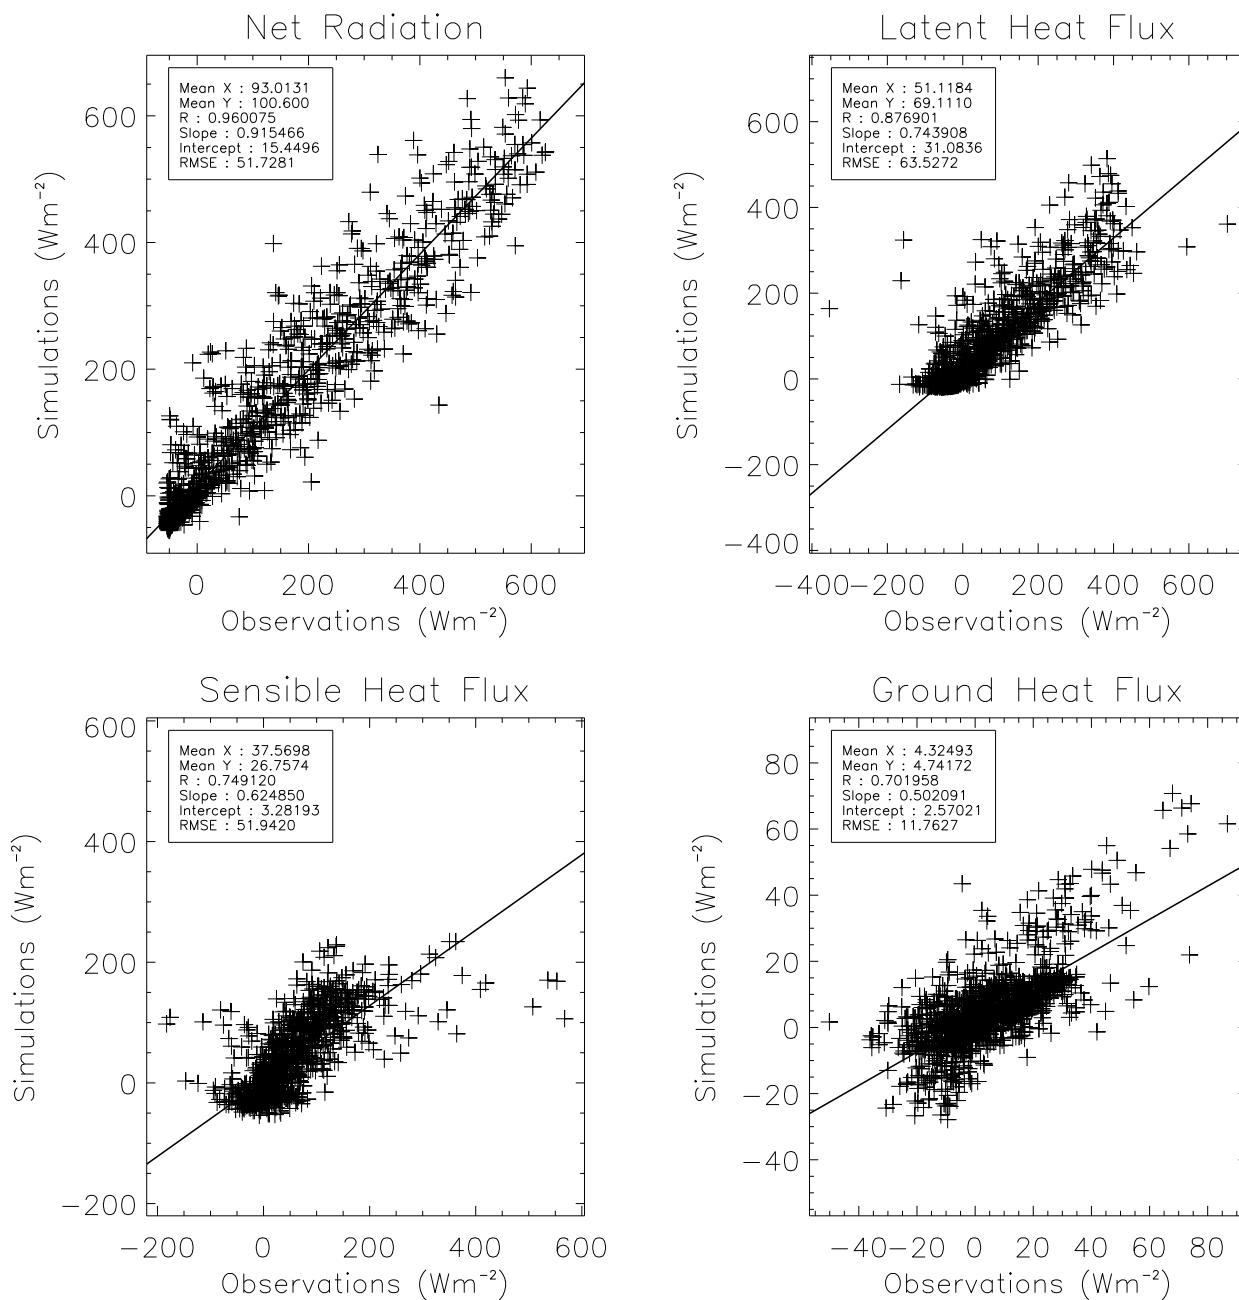 Net Radiation
Mean X : 93.0131
Mean Y : 100.600
R : 0.960075
Slope : 0.915466
Intercept : 15.4496
RMSE : 51.7281
600
400
200
0
Simulations (Wm⁻²)
0 200 400 600
Observations (Wm⁻²)
Latent Heat Flux
Mean X : 51.1184
Mean Y : 69.1110
R : 0.876901
Slope : 0.743908
Intercept : 31.0836
RMSE : 63.5272
600
400
200
0
−200
−400
Simulations (Wm⁻²)
−400 −200 0 200 400 600
Observations (Wm⁻²)
Sensible Heat Flux
Mean X : 37.5698
Mean Y : 26.7574
R : 0.749120
Slope : 0.624850
Intercept : 3.28193
RMSE : 51.9420
600
400
200
0
−200
Simulations (Wm⁻²)
−200 0 200 400 600
Observations (Wm⁻²)
Ground Heat Flux
Mean X : 4.32493
Mean Y : 4.74172
R : 0.701958
Slope : 0.502091
Intercept : 2.57021
RMSE : 11.7627
80
60
40
20
0
−20
−40
Simulations (Wm⁻²)
−40 −20 0 20 40 60 80
Observations (Wm⁻²)